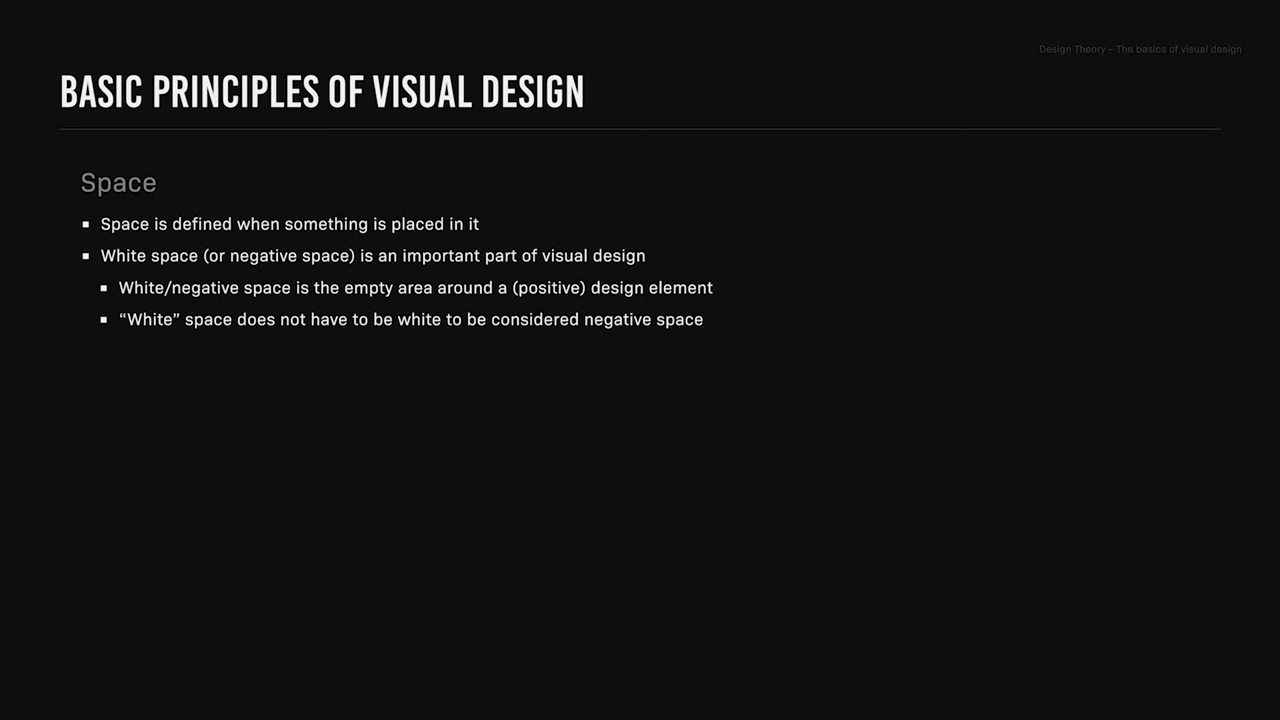 Design Theory – The basics of visual design
BASIC PRINCIPLES OF VISUAL DESIGN
Space
▪ Space is defined when something is placed in it
▪ White space (or negative space) is an important part of visual design
▪ White/negative space is the empty area around a (positive) design element
▪ “White” space does not have to be white to be considered negative space